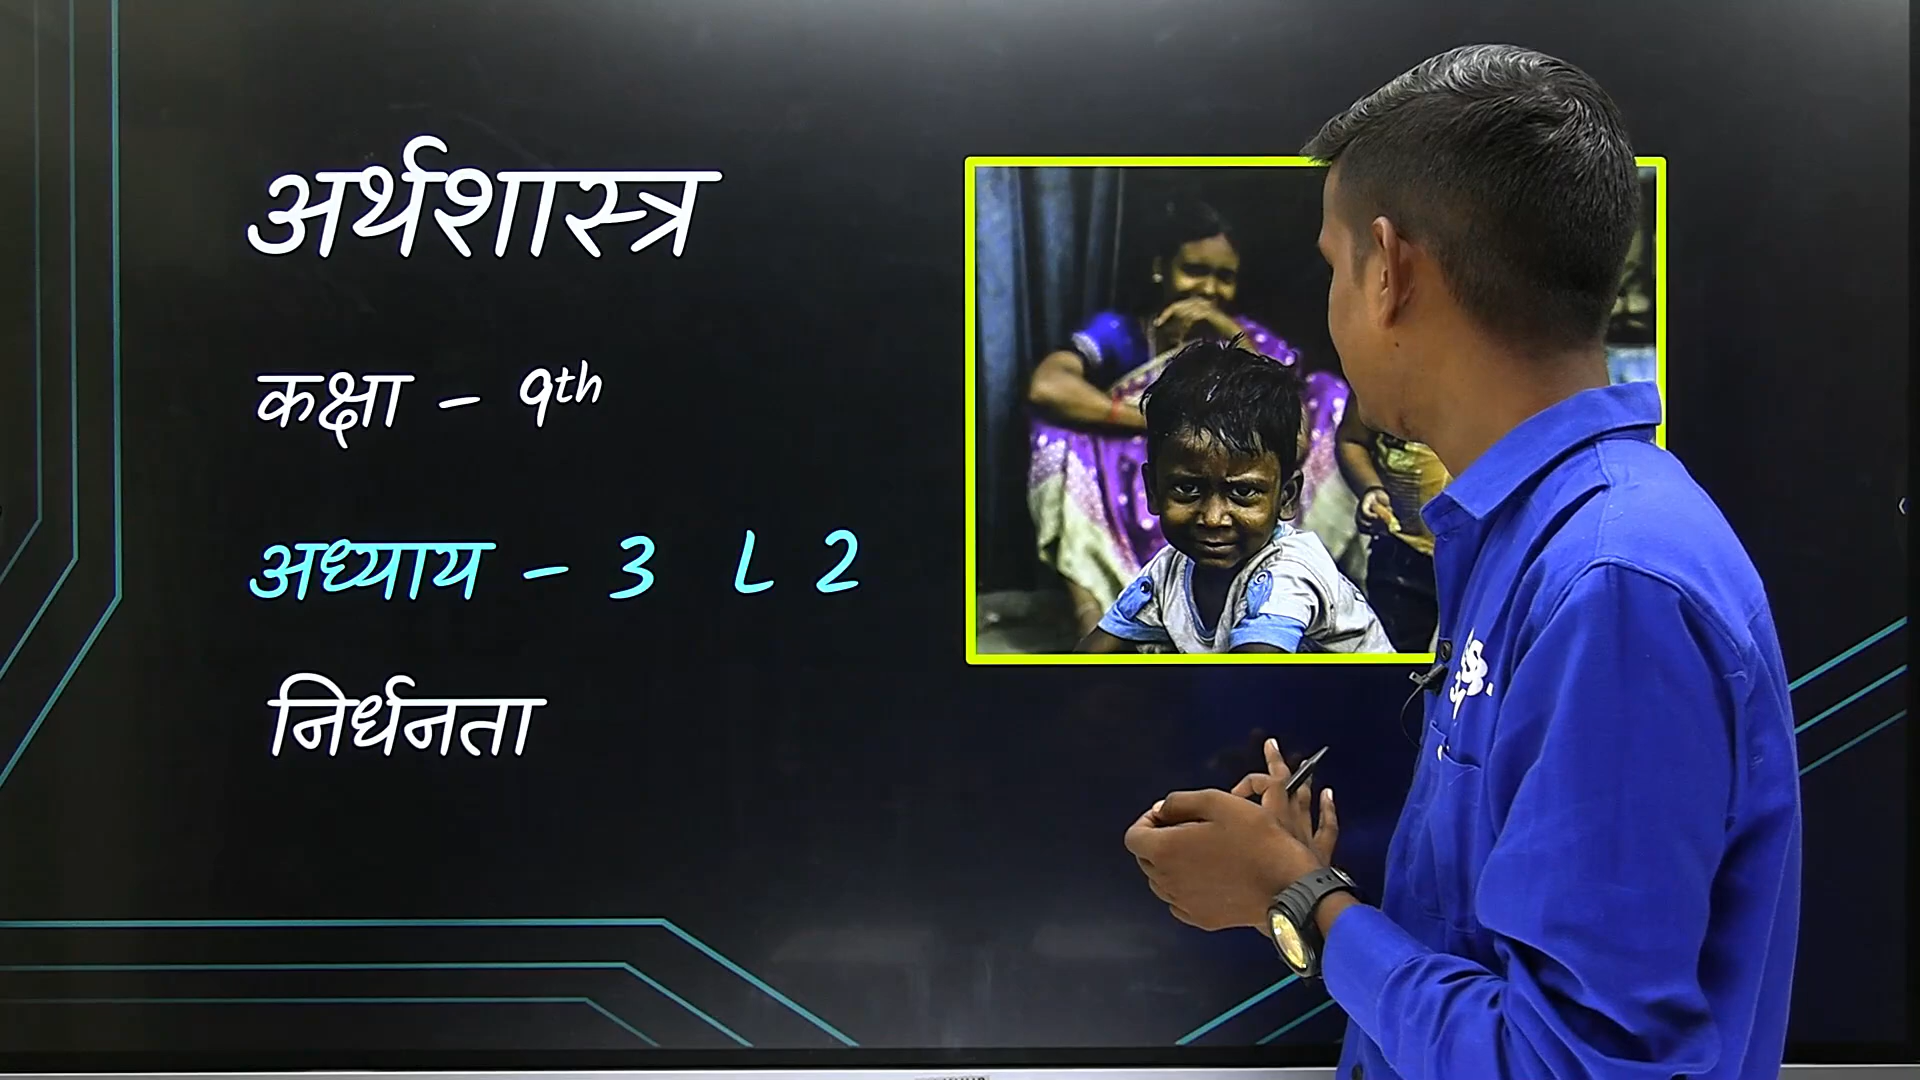 अर्थशास्त्र
कक्षा - 9th
अध्याय - 3 L 2
निर्धनता